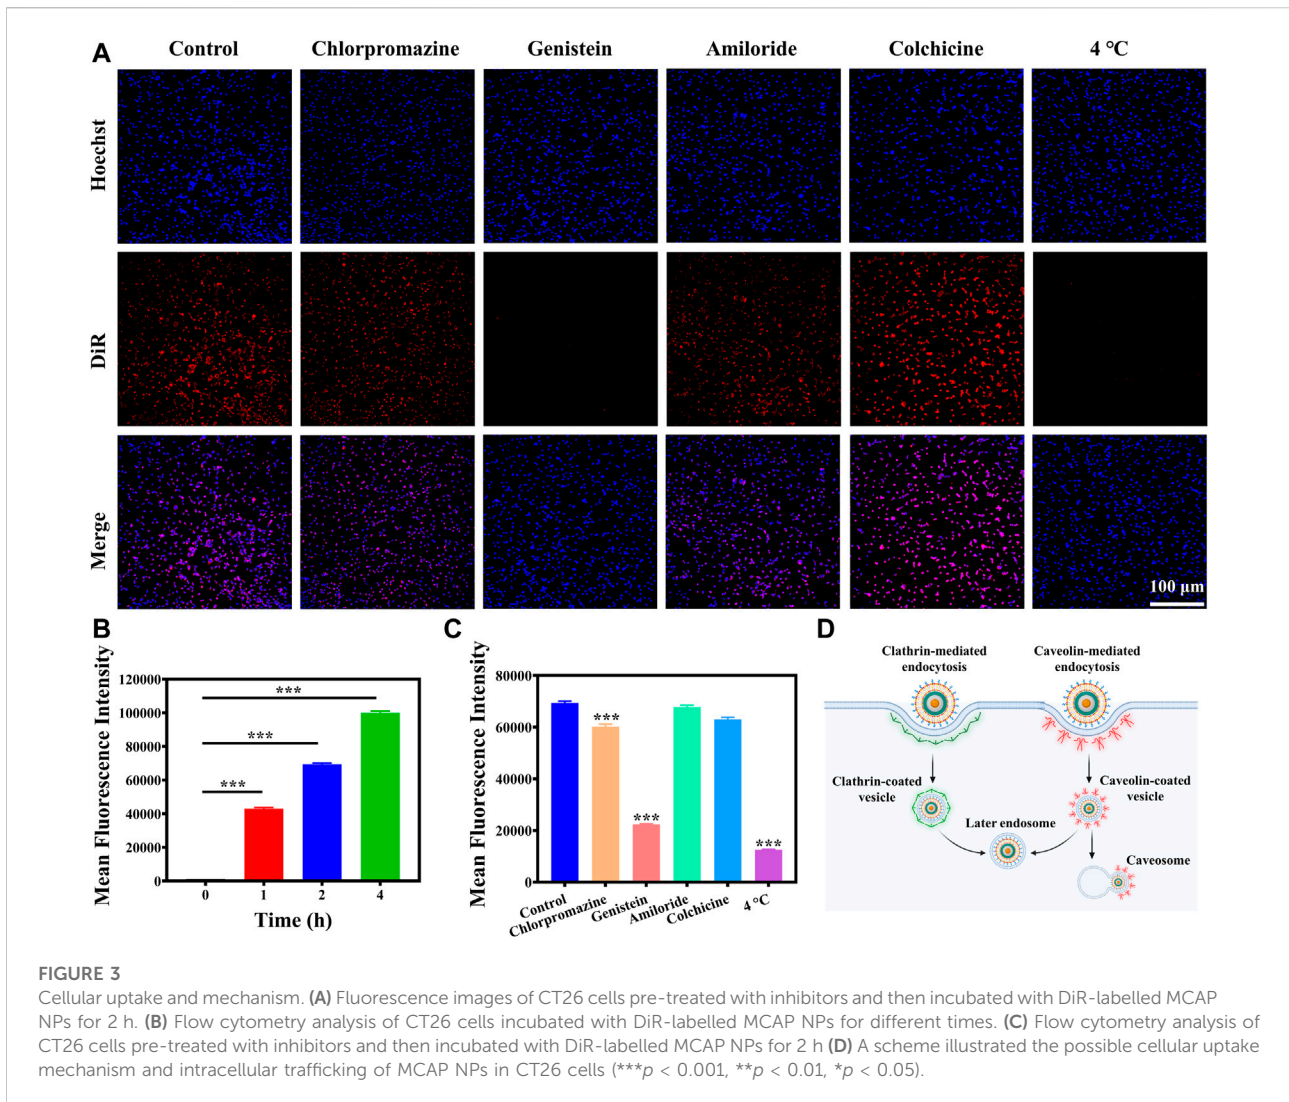 A
Control Chlorpromazine Genistein Amiloride Colchicine 4 °C
Hoechst
DiR
Merge
100 μm
B
Mean Fluorescence Intensity
120000
100000
80000
60000
40000
20000
0
***
***
***
0 1 2 4
Time (h)
C
Mean Fluorescence Intensity
80000
60000
40000
20000
0
***
***
***
Control
Chlorpromazine
Genistein
Amiloride
Colchicine
4 °C
D
Clathrin-mediated
endocytosis
Caveolin-mediated
endocytosis
Clathrin-coated
vesicle
Caveolin-coated
vesicle
Later endosome
Caveosome
FIGURE 3
Cellular uptake and mechanism. (A) Fluorescence images of CT26 cells pre-treated with inhibitors and then incubated with DiR-labelled MCAP
NPs for 2 h. (B) Flow cytometry analysis of CT26 cells incubated with DiR-labelled MCAP NPs for different times. (C) Flow cytometry analysis of
CT26 cells pre-treated with inhibitors and then incubated with DiR-labelled MCAP NPs for 2 h (D) A scheme illustrated the possible cellular uptake
mechanism and intracellular trafficking of MCAP NPs in CT26 cells (***p < 0.001, **p < 0.01, *p < 0.05).